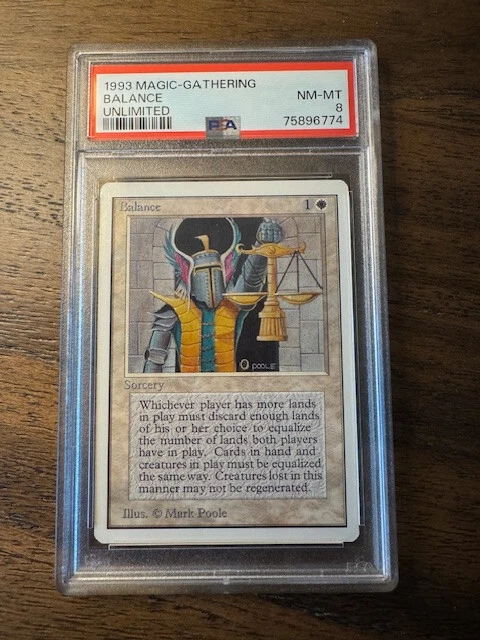 1993 MAGIC-GATHERING
BALANCE NM-MT
UNLIMITED 8
PSA 75896774
Balance 1
POOLE
Sorcery
Whichever player has more lands
in play must discard enough lands
of his or her choice to equalize
the number of lands both players
have in play. Cards in hand and
creatures in play must be equalized
the same way. Creatures lost in this
manner may not be regenerated.
Illus. © Mark Poole
PSA